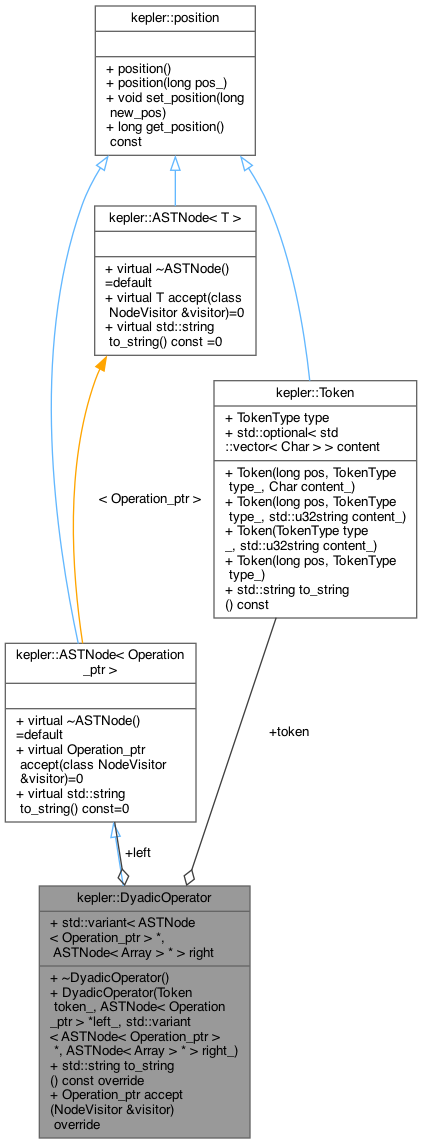 kepler::position
+ position()
+ position(long pos_)
+ void set_position(long
new_pos)
+ long get_position()
const
kepler::ASTNode< T >
+ virtual ~ASTNode()
=default
+ virtual T accept(class
NodeVisitor &visitor)=0
+ virtual std::string
to_string() const =0
kepler::Token
+ TokenType type
+ std::optional< std
::vector< Char > > content
+ Token(long pos, TokenType
type_, Char content_)
+ Token(long pos, TokenType
type_, std::u32string content_)
+ Token(TokenType type
_, std::u32string content_)
+ Token(long pos, TokenType
type_)
+ std::string to_string
() const
< Operation_ptr >
kepler::ASTNode< Operation
_ptr >
+ virtual ~ASTNode()
=default
+ virtual Operation_ptr
accept(class NodeVisitor
&visitor)=0
+ virtual std::string
to_string() const=0
+token
+left
kepler::DyadicOperator
+ std::variant< ASTNode
< Operation_ptr > *,
ASTNode< Array > * > right
+ ~DyadicOperator()
+ DyadicOperator(Token
token_, ASTNode< Operation
_ptr > *left_, std::variant
< ASTNode< Operation_ptr >
*, ASTNode< Array > * > right_)
+ std::string to_string
() const override
+ Operation_ptr accept
(NodeVisitor &visitor)
override